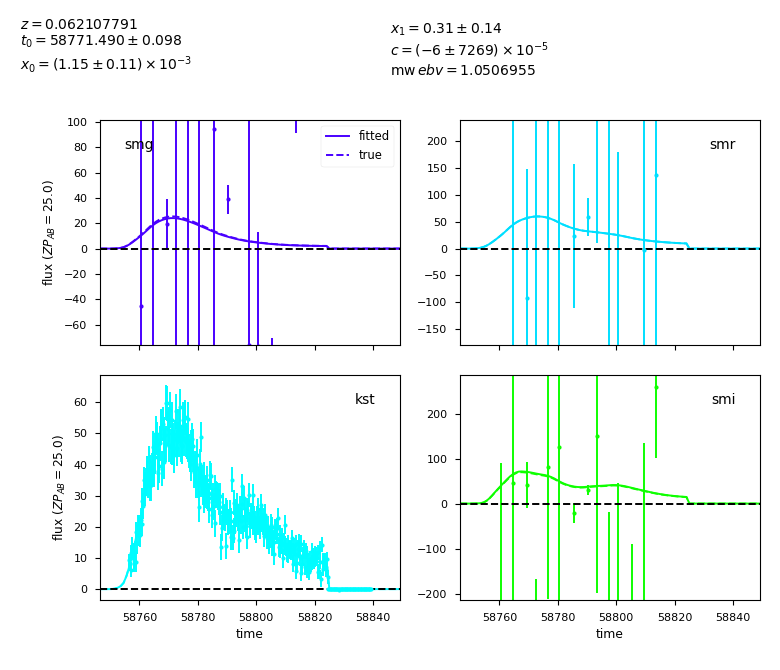 z = 0.062107791
t₀ = 58771.490 ± 0.098
x₀ = (1.15 ± 0.11) × 10⁻³
x₁ = 0.31 ± 0.14
c = (−6 ± 7269) × 10⁻⁵
mw ebv = 1.0506955
100
80
60
40
20
0
−20
−40
−60
flux (ZP_AB = 25.0)
smg
fitted
true
200
150
100
50
0
−50
−100
−150
smr
60
50
40
30
20
10
0
flux (ZP_AB = 25.0)
kst
58760
58780
58800
58820
58840
time
200
100
0
−100
−200
smi
58760
58780
58800
58820
58840
time